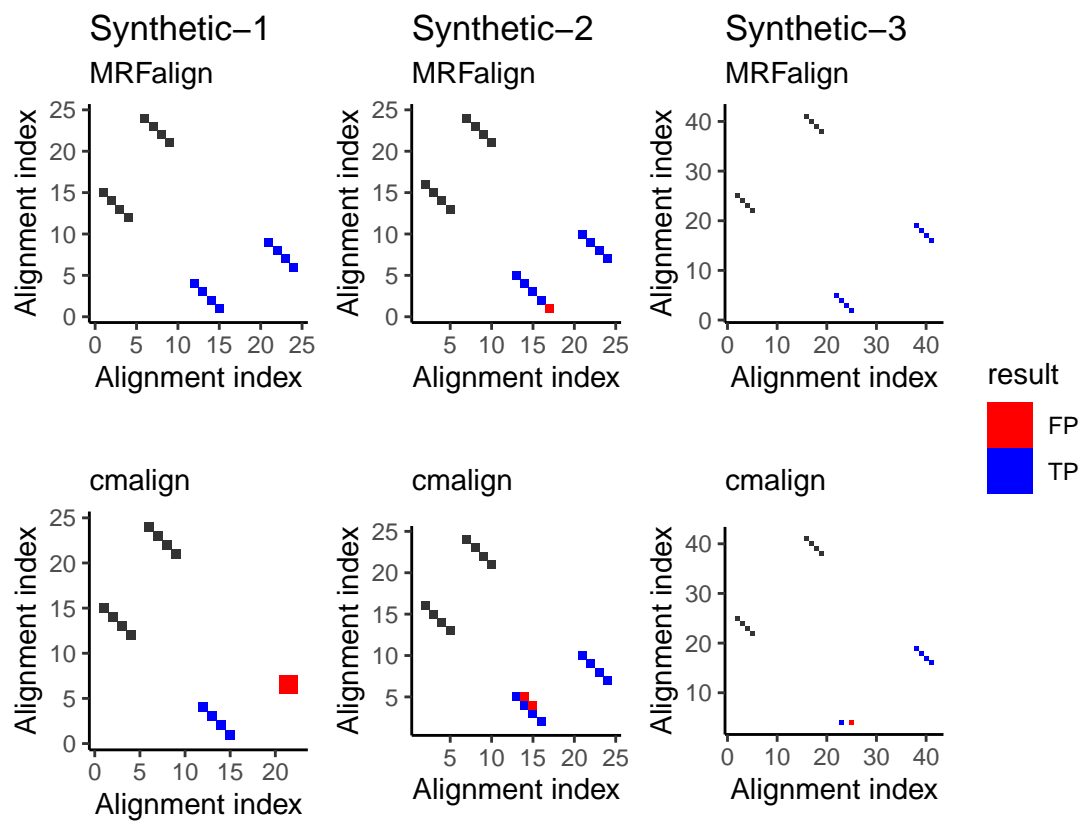 Synthetic−1 Synthetic−2 Synthetic−3
MRFalign MRFalign MRFalign
Alignment index
25
20
15
10
5
0
0 5 10 15 20 25
Alignment index
Alignment index
25
20
15
10
5
0
5 10 15 20 25
Alignment index
Alignment index
40
30
20
10
0
0 10 20 30 40
Alignment index
result
FP
TP
cmalign cmalign cmalign
Alignment index
25
20
15
10
5
0
0 5 10 15 20
Alignment index
Alignment index
25
20
15
10
5
5 10 15 20 25
Alignment index
Alignment index
40
30
20
10
0 10 20 30 40
Alignment index